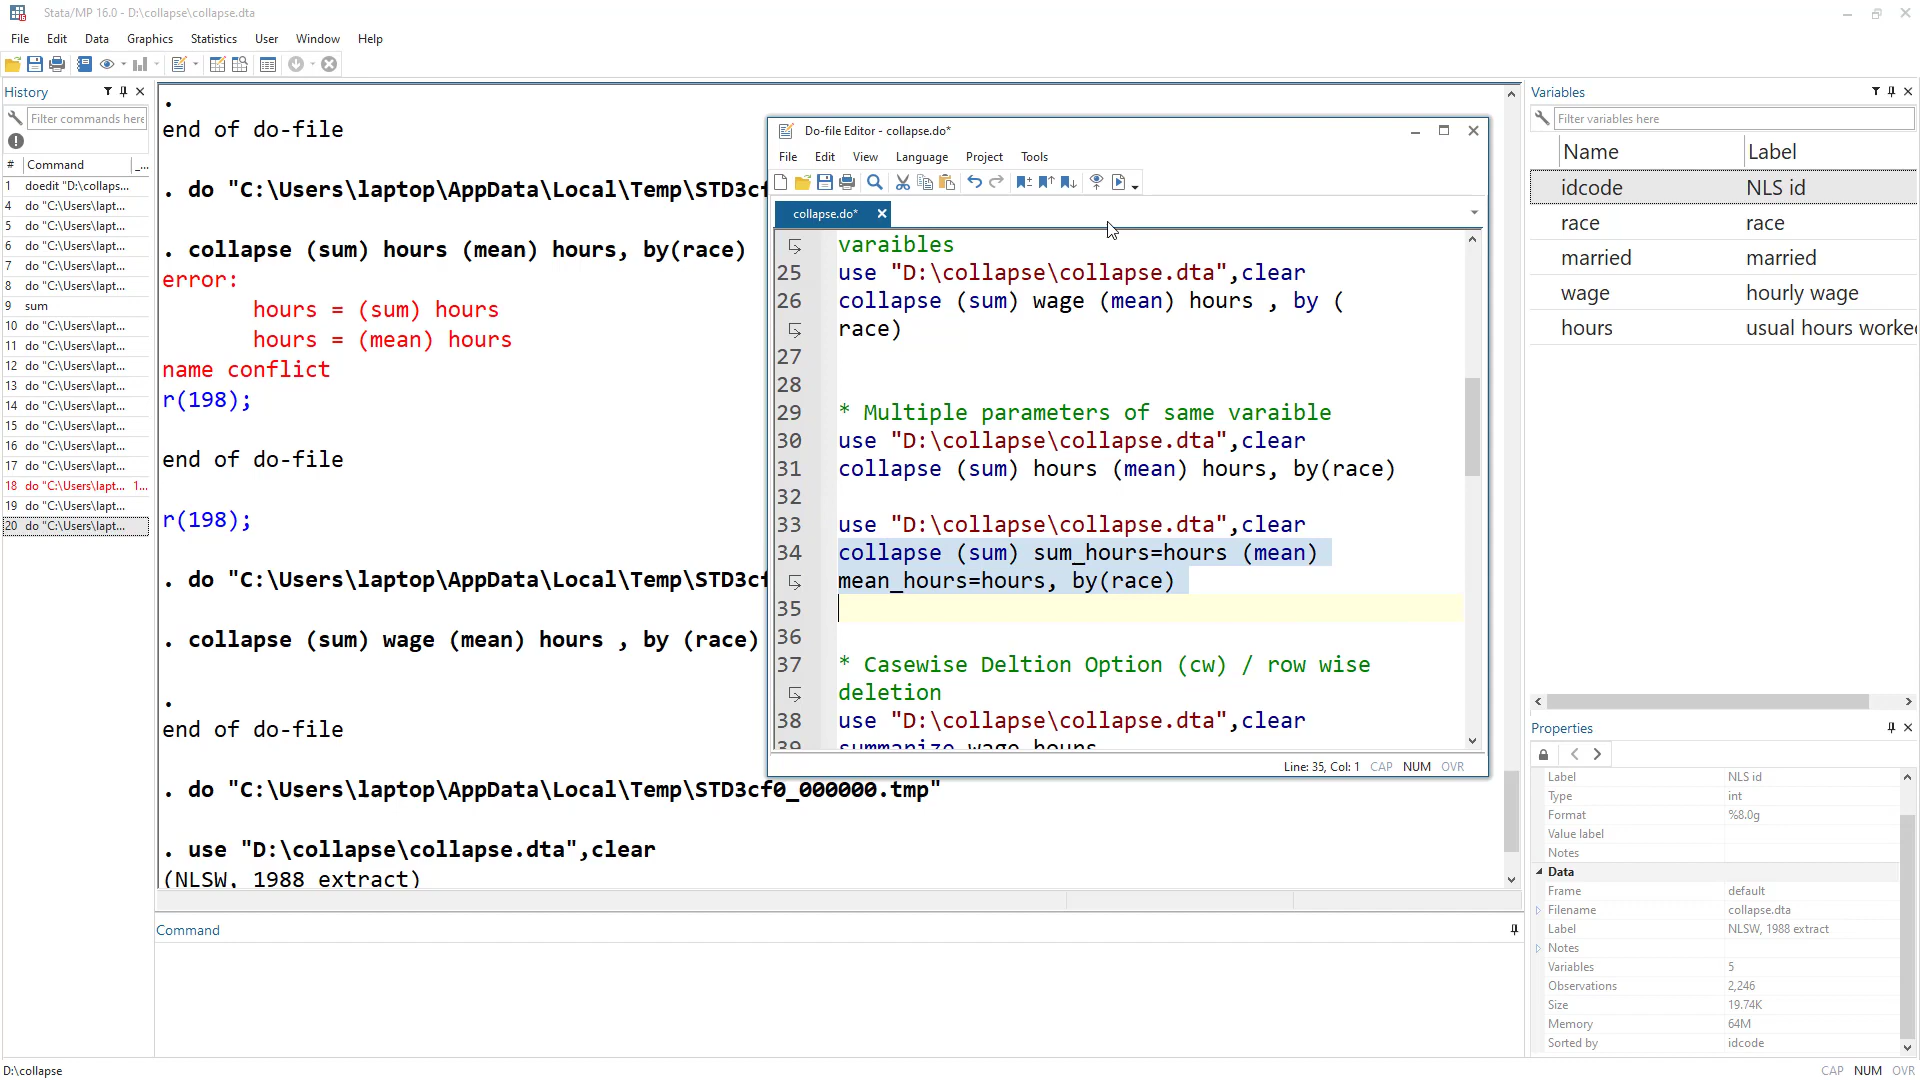 Stata/MP 16.0 - D:\collapse\collapse.dta
File Edit Data Graphics Statistics User Window Help
History
Filter commands here
# Command _...
1 doedit "D:\collaps...
4 do "C:\Users\lapt...
5 do "C:\Users\lapt...
6 do "C:\Users\lapt...
7 do "C:\Users\lapt...
8 do "C:\Users\lapt...
9 sum
10 do "C:\Users\lapt...
11 do "C:\Users\lapt...
12 do "C:\Users\lapt...
13 do "C:\Users\lapt...
14 do "C:\Users\lapt...
15 do "C:\Users\lapt...
16 do "C:\Users\lapt...
17 do "C:\Users\lapt...
18 do "C:\Users\lapt... 1...
19 do "C:\Users\lapt...
20 do "C:\Users\lapt...
.
end of do-file
. do "C:\Users\laptop\AppData\Local\Temp\STD3cf
. collapse (sum) hours (mean) hours, by(race)
error:
hours = (sum) hours
hours = (mean) hours
name conflict
r(198);
end of do-file
r(198);
. do "C:\Users\laptop\AppData\Local\Temp\STD3cf
. collapse (sum) wage (mean) hours , by (race)
.
end of do-file
. do "C:\Users\laptop\AppData\Local\Temp\STD3cf0_000000.tmp"
. use "D:\collapse\collapse.dta",clear
(NLSW, 1988 extract)
Command
Do-file Editor - collapse.do*
File Edit View Language Project Tools
collapse.do*
varaibles
25 use "D:\collapse\collapse.dta",clear
26 collapse (sum) wage (mean) hours , by (
race)
27
28
29 * Multiple parameters of same varaible
30 use "D:\collapse\collapse.dta",clear
31 collapse (sum) hours (mean) hours, by(race)
32
33 use "D:\collapse\collapse.dta",clear
34 collapse (sum) sum_hours=hours (mean)
mean_hours=hours, by(race)
35
36
37 * Casewise Deltion Option (cw) / row wise
deletion
38 use "D:\collapse\collapse.dta",clear
39 summarize wage hours
Line: 35, Col: 1 CAP NUM OVR
Variables
Filter variables here
Name Label
idcode NLS id
race race
married married
wage hourly wage
hours usual hours worke
Properties
Label NLS id
Type int
Format %8.0g
Value label
Notes
Data
Frame default
Filename collapse.dta
Label NLSW, 1988 extract
Notes
Variables 5
Observations 2,246
Size 19.74K
Memory 64M
Sorted by idcode
D:\collapse
CAP NUM OVR